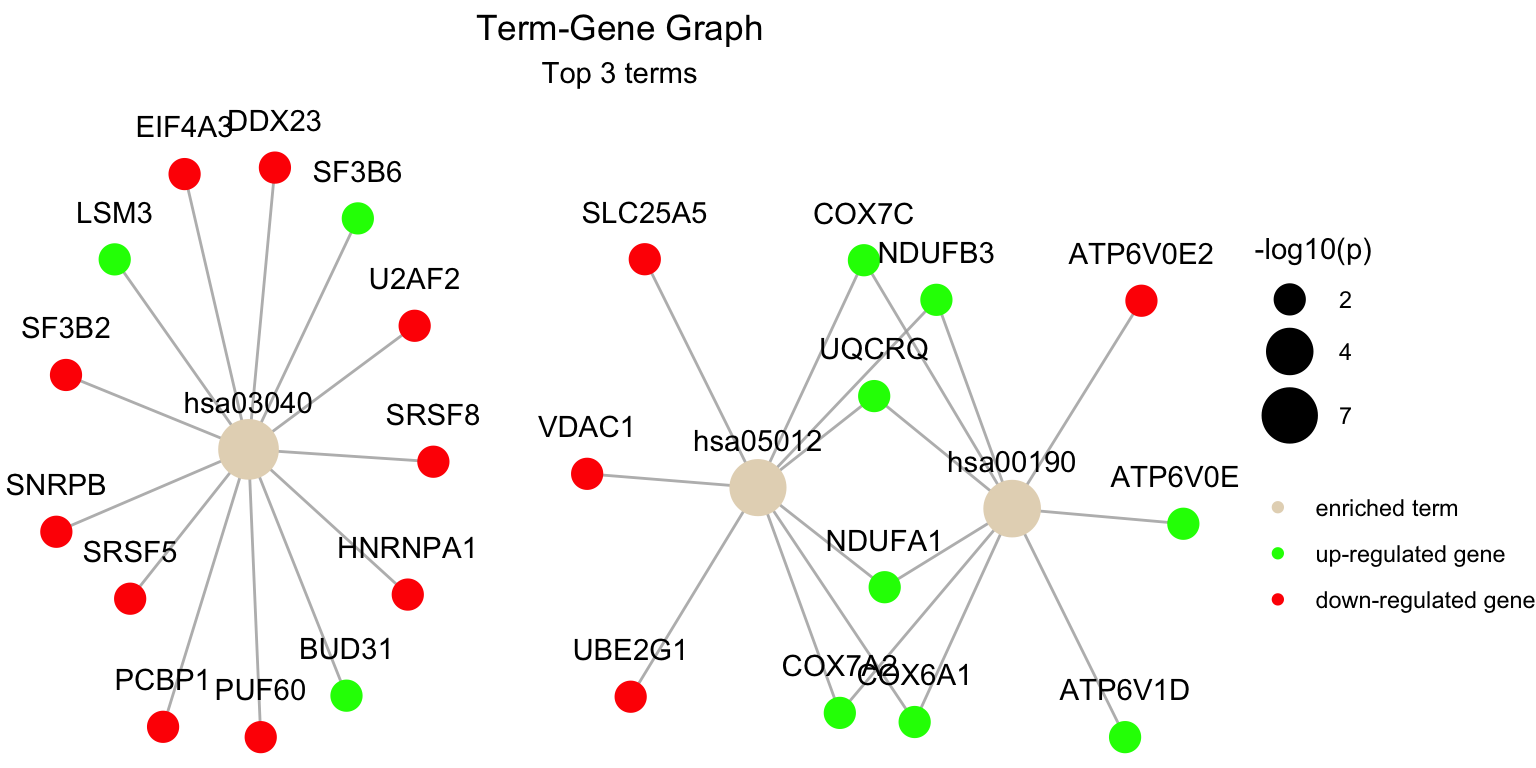 Term-Gene Graph
Top 3 terms
EIF4A3
DDX23
SF3B6
LSM3
U2AF2
SF3B2
hsa03040
SRSF8
SNRPB
SRSF5
HNRNPA1
BUD31
PCBP1
PUF60
SLC25A5
COX7C
NDUFB3
ATP6V0E2
UQCRQ
VDAC1
hsa05012
hsa00190
ATP6V0E
NDUFA1
UBE2G1
COX7A2
COX6A1
ATP6V1D
-log10(p)
2
4
7
enriched term
up-regulated gene
down-regulated gene